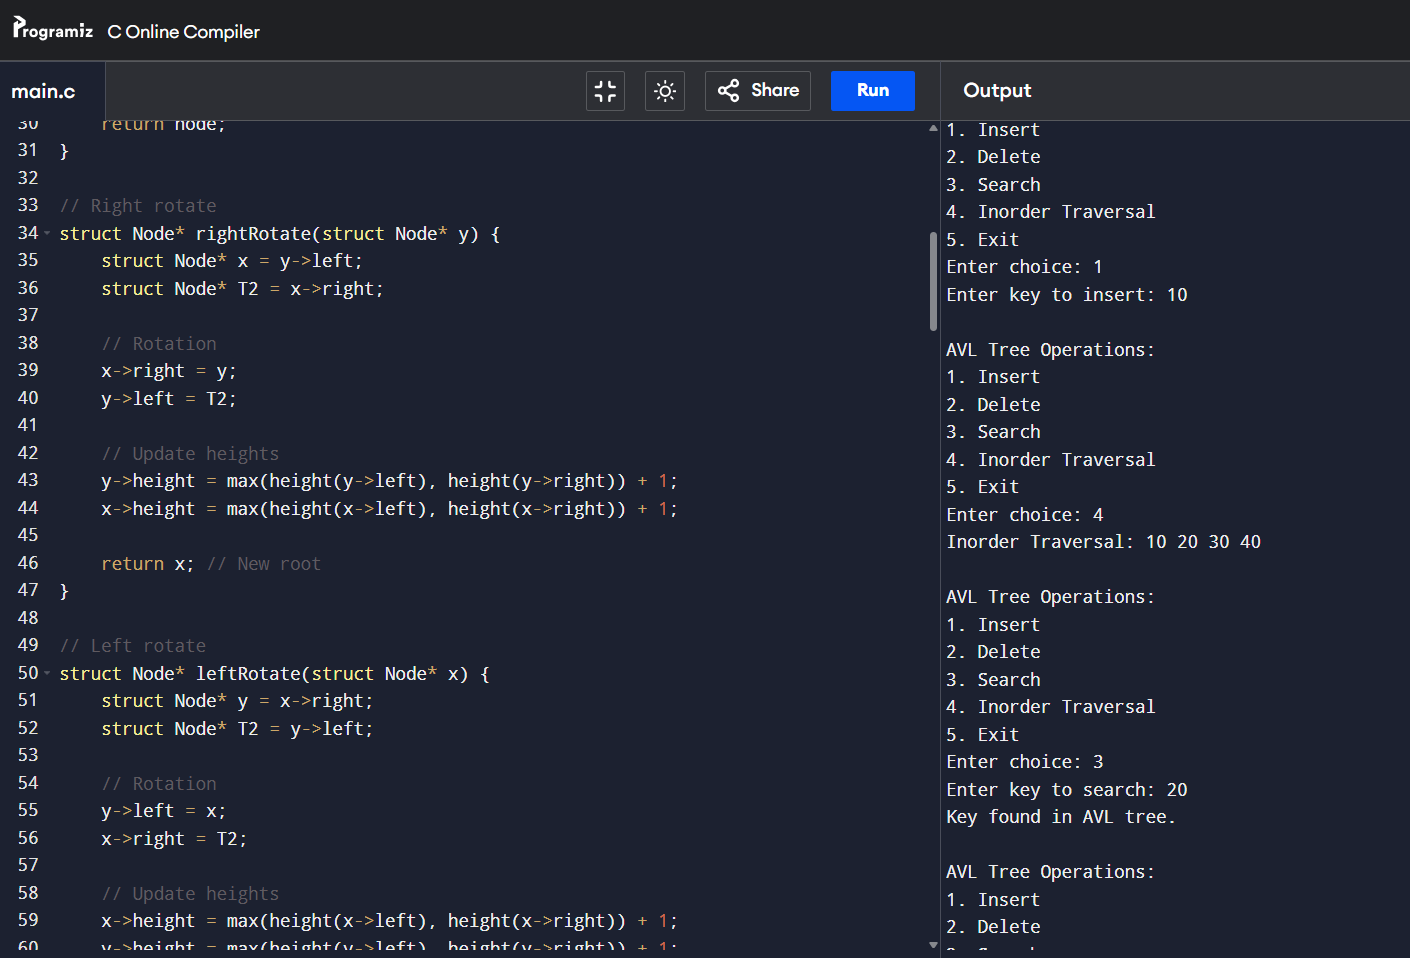 Programiz C Online Compiler
main.c
Share
Run
Output
30 return node;
31 }
32
33 // Right rotate
34 struct Node* rightRotate(struct Node* y) {
35 struct Node* x = y->left;
36 struct Node* T2 = x->right;
37
38 // Rotation
39 x->right = y;
40 y->left = T2;
41
42 // Update heights
43 y->height = max(height(y->left), height(y->right)) + 1;
44 x->height = max(height(x->left), height(x->right)) + 1;
45
46 return x; // New root
47 }
48
49 // Left rotate
50 struct Node* leftRotate(struct Node* x) {
51 struct Node* y = x->right;
52 struct Node* T2 = y->left;
53
54 // Rotation
55 y->left = x;
56 x->right = T2;
57
58 // Update heights
59 x->height = max(height(x->left), height(x->right)) + 1;
60 y->height = max(height(y->left), height(y->right)) + 1;
1. Insert
2. Delete
3. Search
4. Inorder Traversal
5. Exit
Enter choice: 1
Enter key to insert: 10
AVL Tree Operations:
1. Insert
2. Delete
3. Search
4. Inorder Traversal
5. Exit
Enter choice: 4
Inorder Traversal: 10 20 30 40
AVL Tree Operations:
1. Insert
2. Delete
3. Search
4. Inorder Traversal
5. Exit
Enter choice: 3
Enter key to search: 20
Key found in AVL tree.
AVL Tree Operations:
1. Insert
2. Delete